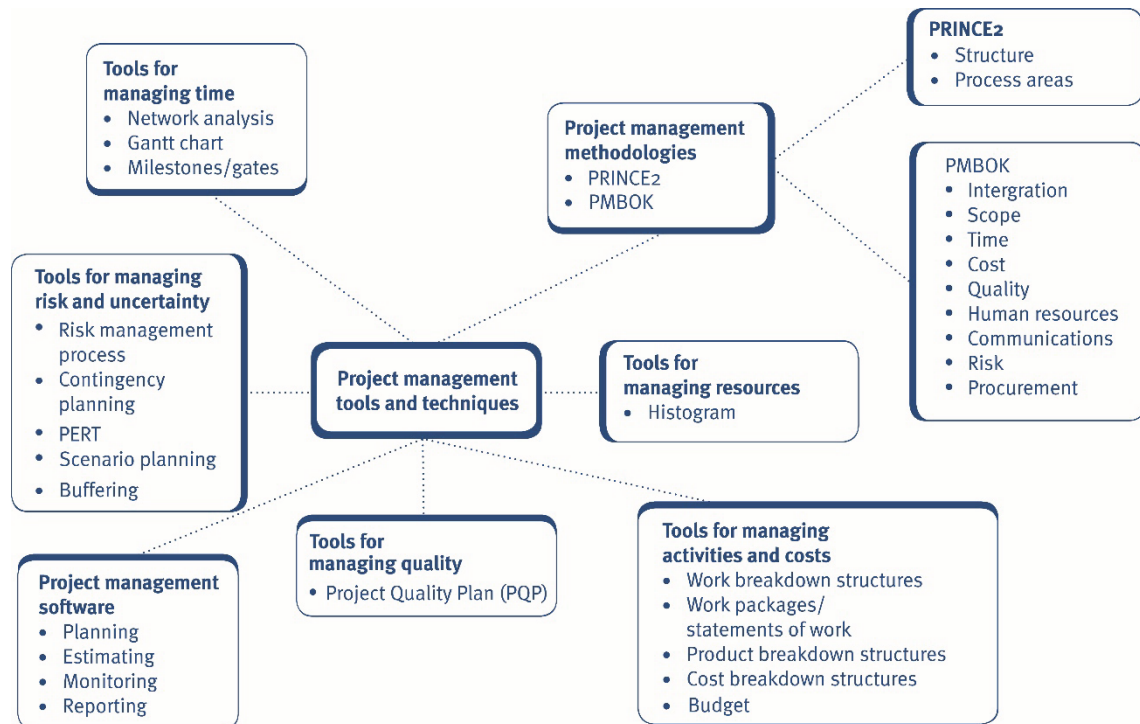 Tools for
managing time
• Network analysis
• Gantt chart
• Milestones/gates
Project management
methodologies
• PRINCE2
• PMBOK
PRINCE2
• Structure
• Process areas
PMBOK
• Intergration
• Scope
• Time
• Cost
• Quality
• Human resources
• Communications
• Risk
• Procurement
Tools for managing
risk and uncertainty
• Risk management
process
• Contingency
planning
• PERT
• Scenario planning
• Buffering
Project management
tools and techniques
Tools for
managing resources
• Histogram
Project management
software
• Planning
• Estimating
• Monitoring
• Reporting
Tools for
managing quality
• Project Quality Plan (PQP)
Tools for managing
activities and costs
• Work breakdown structures
• Work packages/
statements of work
• Product breakdown structures
• Cost breakdown structures
• Budget